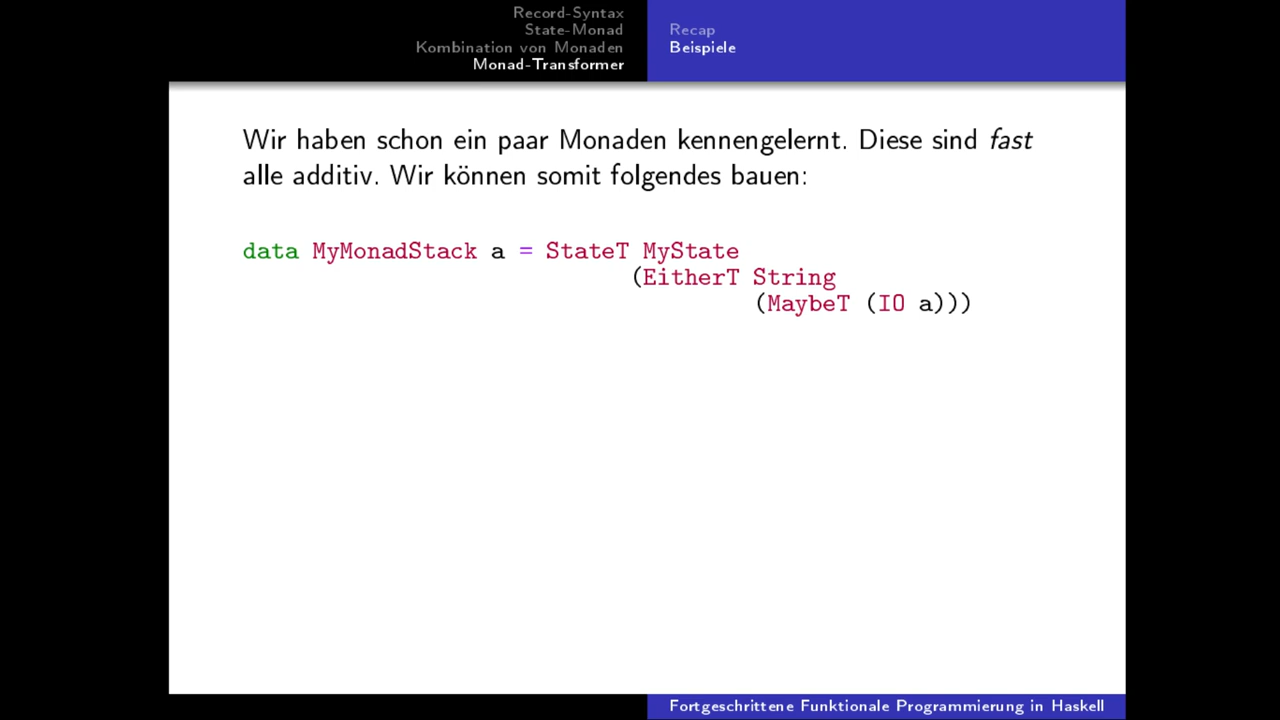 Record-Syntax
State-Monad
Kombination von Monaden
Monad-Transformer
Recap
Beispiele
Wir haben schon ein paar Monaden kennengelernt. Diese sind fast
alle additiv. Wir können somit folgendes bauen:
data MyMonadStack a = StateT MyState
(EitherT String
(MaybeT (IO a)))
Fortgeschrittene Funktionale Programmierung in Haskell